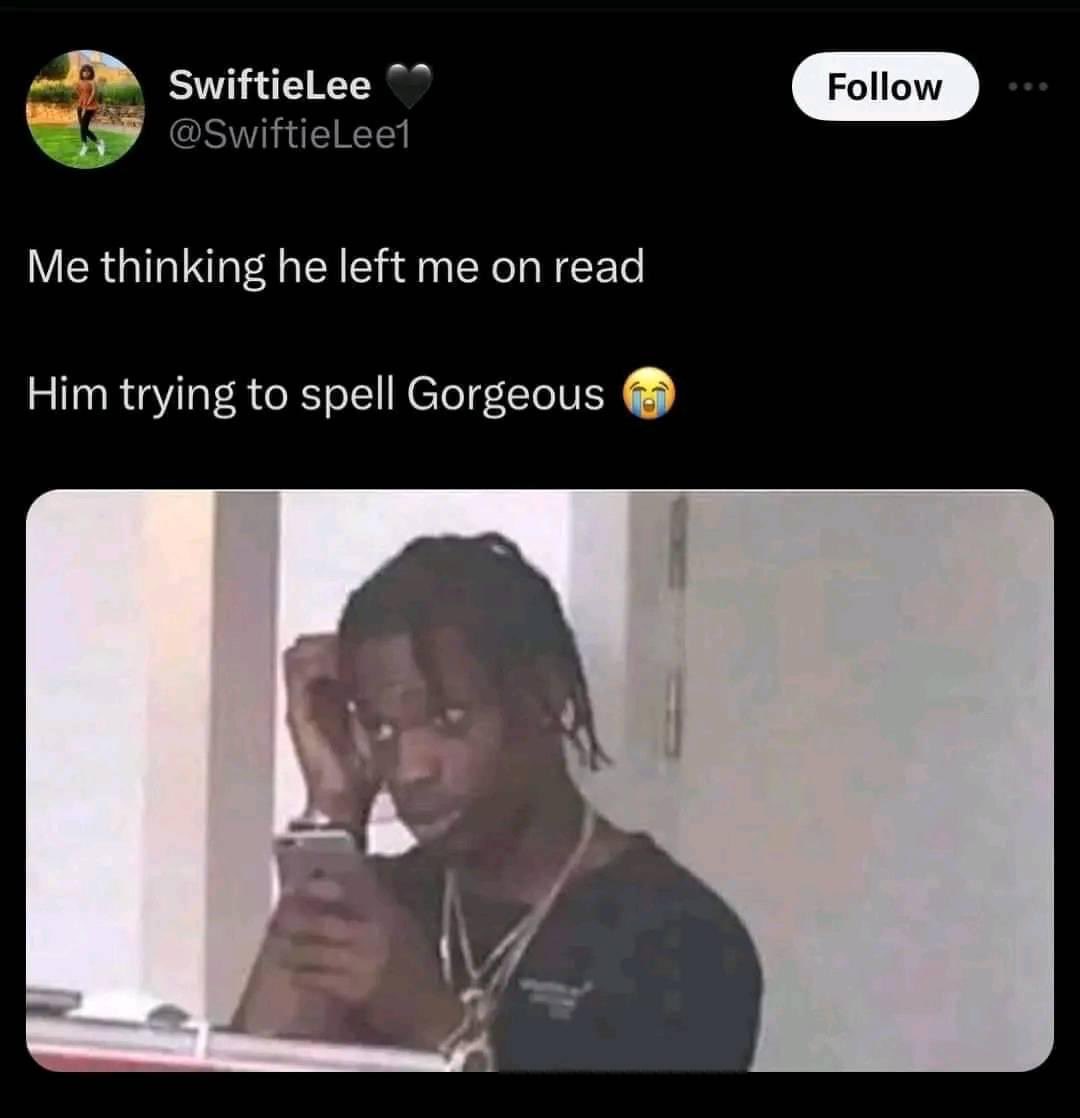 SwiftieLee 🖤
Follow
@SwiftieLee1
Me thinking he left me on read
Him trying to spell Gorgeous 😭